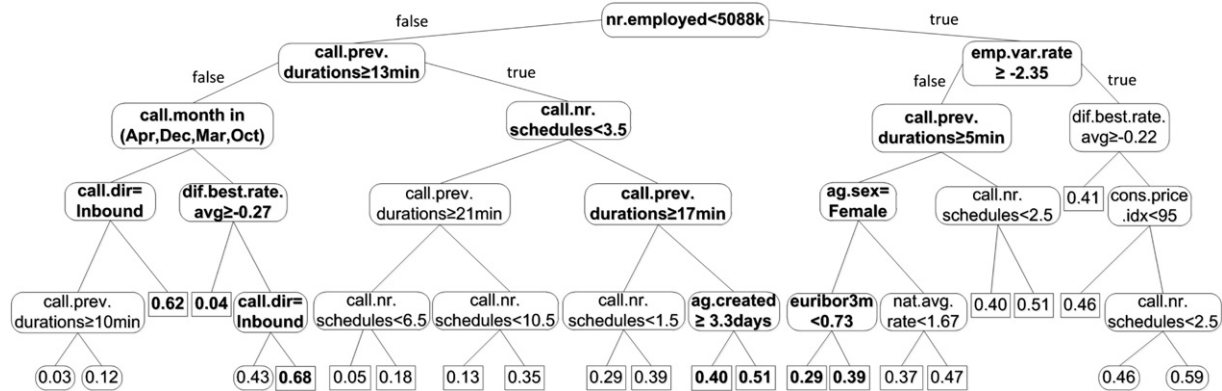 nr.employed<5088k
false
true
call.prev.
durations≥13min
emp.var.rate
≥ -2.35
false
true
false
true
call.month in
(Apr,Dec,Mar,Oct)
call.nr.
schedules<3.5
call.prev.
durations≥5min
dif.best.rate.
avg≥-0.22
call.dir=
Inbound
dif.best.rate.
avg≥-0.27
call.prev.
durations≥21min
call.prev.
durations≥17min
ag.sex=
Female
call.nr.
schedules<2.5
0.41
cons.price
.idx<95
call.prev.
durations≥10min
0.62
0.04
call.dir=
Inbound
call.nr.
schedules<6.5
call.nr.
schedules<10.5
call.nr.
schedules<1.5
ag.created
≥ 3.3days
euribor3m
<0.73
nat.avg.
rate<1.67
0.40
0.51
0.46
call.nr.
schedules<2.5
0.03
0.12
0.43
0.68
0.05
0.18
0.13
0.35
0.29
0.39
0.40
0.51
0.29
0.39
0.37
0.47
0.46
0.59